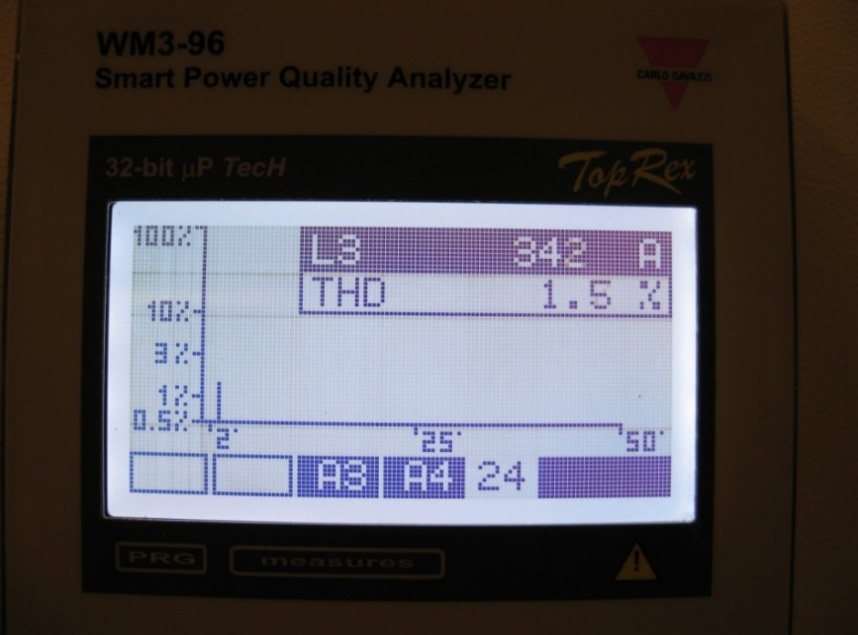 WM3-96
Smart Power Quality Analyzer
CARLO GAVAZZI
32-bit µP TecH
TopRex
100%
L3 342 A
THD 1.5 %
10%
3%
1%
0.5%
2' 25' 50'
A3 A4 24
PRG measures